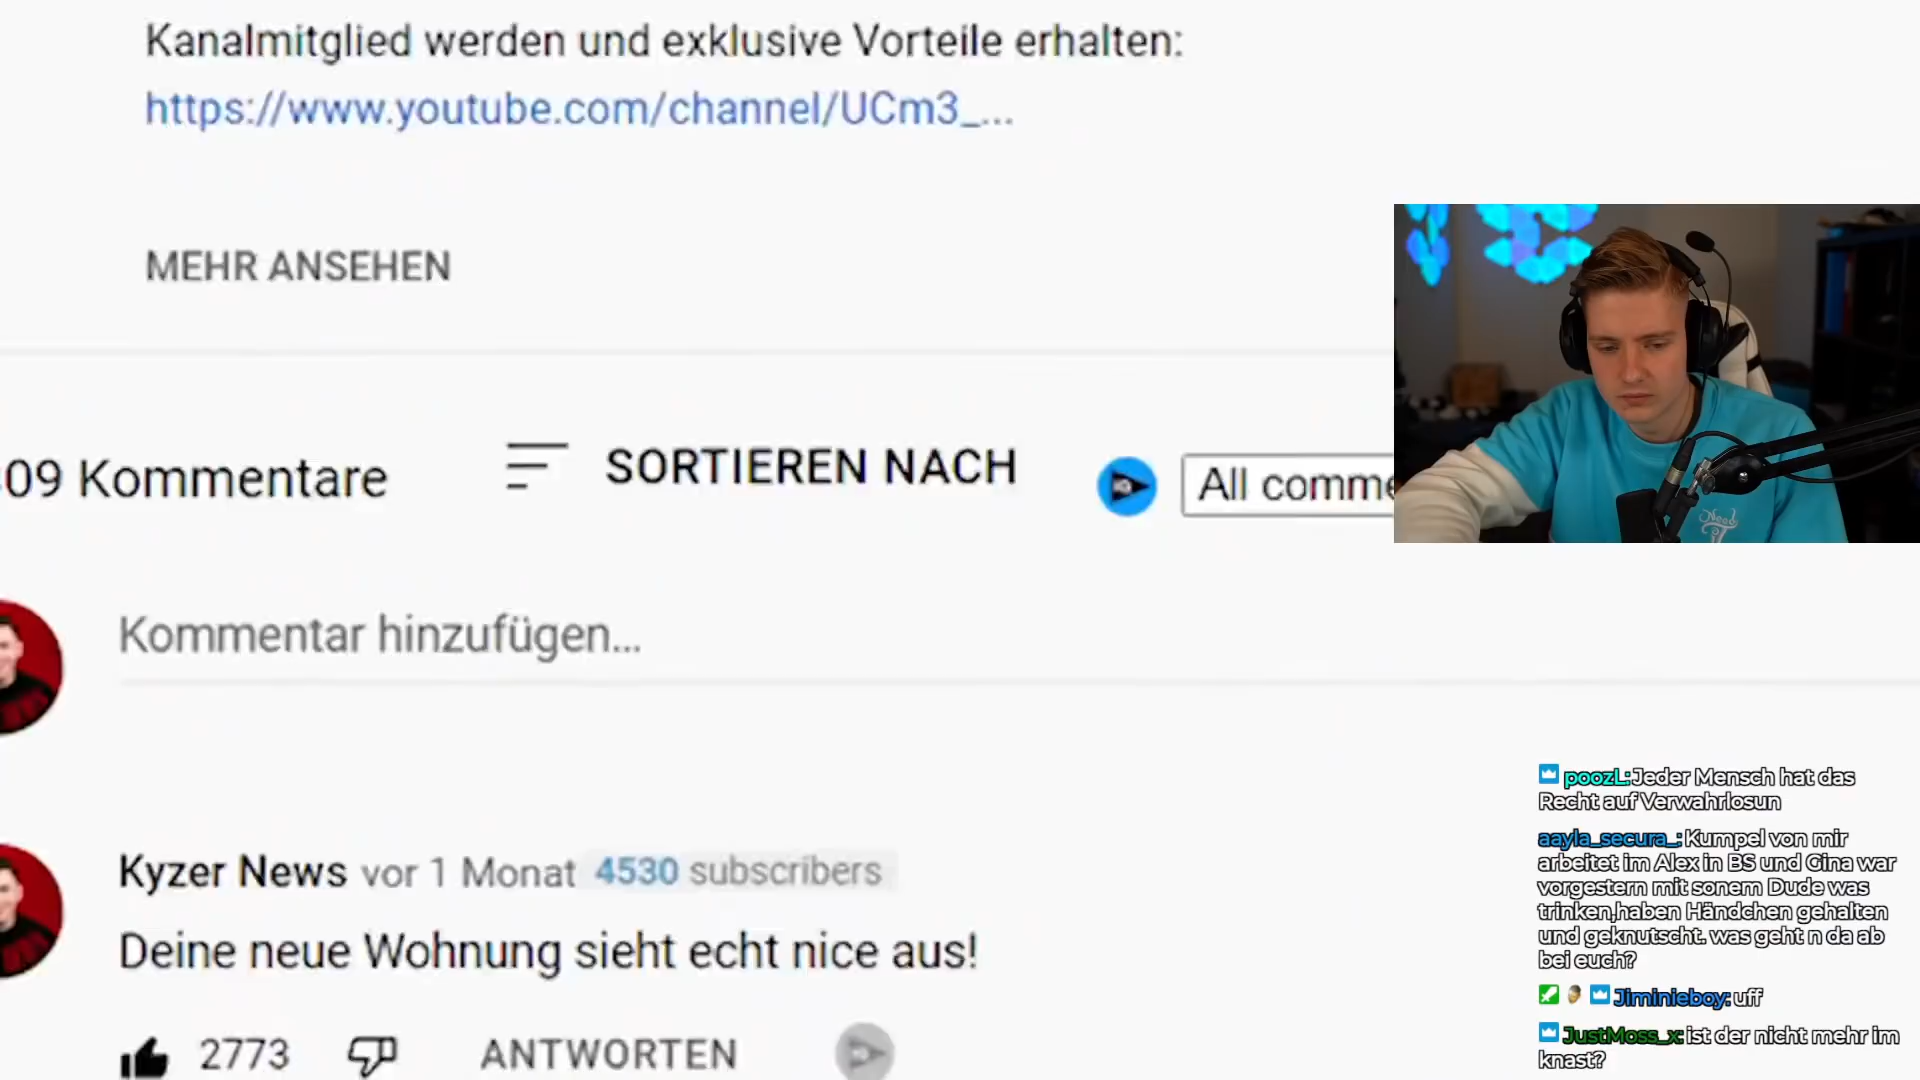 Kanalmitglied werden und exklusive Vorteile erhalten:
https://www.youtube.com/channel/UCm3_...
MEHR ANSEHEN
09 Kommentare
SORTIEREN NACH
All comme
Kommentar hinzufügen...
Kyzer News vor 1 Monat 4530 subscribers
Deine neue Wohnung sieht echt nice aus!
2773 ANTWORTEN
poozL: Jeder Mensch hat das
Recht auf Verwahrlosun
aayla_secura_: Kumpel von mir
arbeitet im Alex in BS und Gina war
vorgestern mit sonem Dude was
trinken,haben Händchen gehalten
und geknutscht. was geht n da ab
bei euch?
Jiminieboy: uff
JustMoss_x: ist der nicht mehr im
knast?